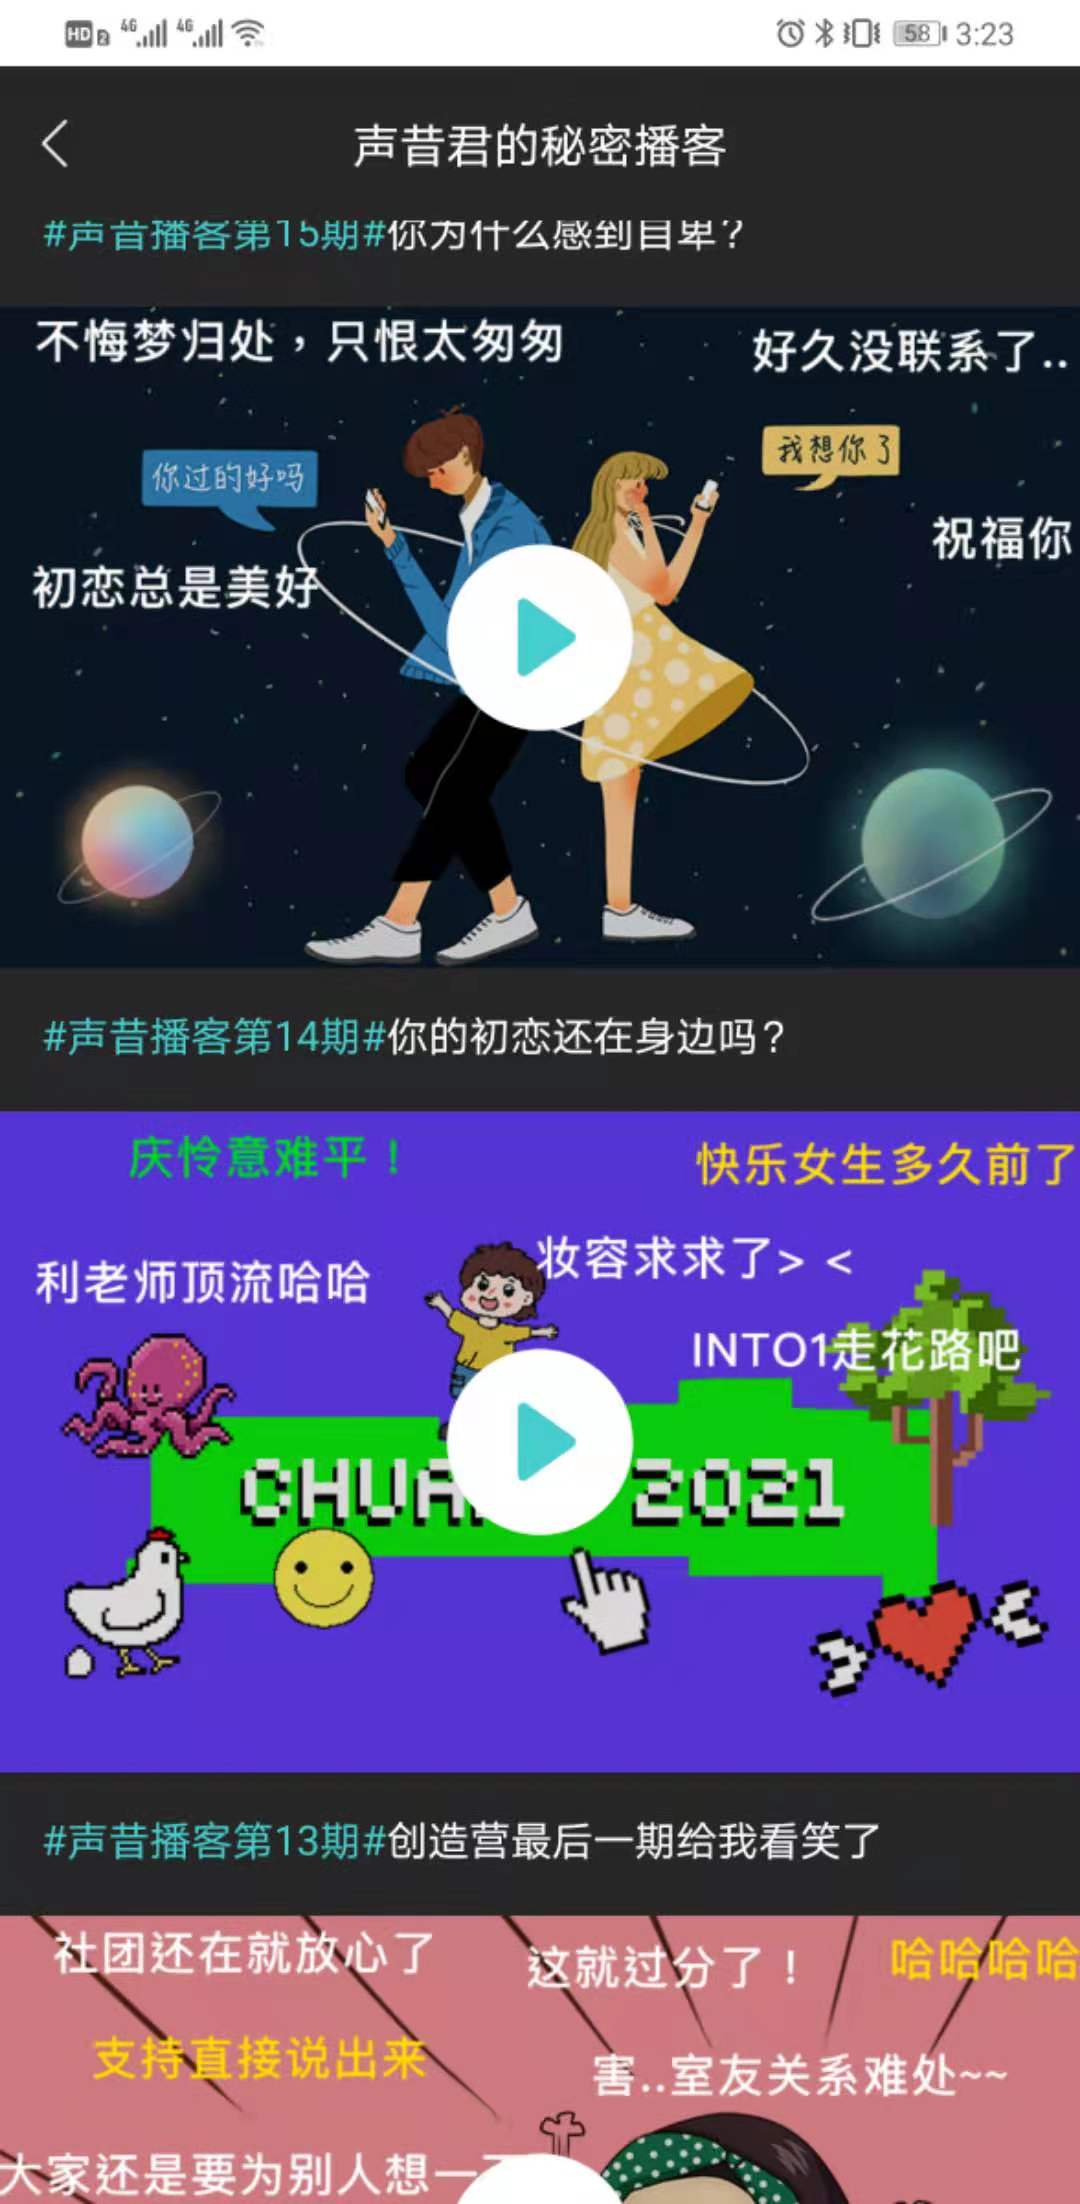 HD 2 4G 4G 58 3:23
声昔君的秘密播客
#声昔播客第15期#你为什么感到自卑？
不悔梦归处，只恨太匆匆
好久没联系了..
你过的好吗
我想你了
祝福你
初恋总是美好
#声昔播客第14期#你的初恋还在身边吗？
庆怜意难平！
快乐女生多久前了
妆容求求了> <
利老师顶流哈哈
INTO1走花路吧
2021
#声昔播客第13期#创造营最后一期给我看笑了
社团还在就放心了
这就过分了！
哈哈哈哈
支持直接说出来
害..室友关系难处~~
大家还是要为别人想一